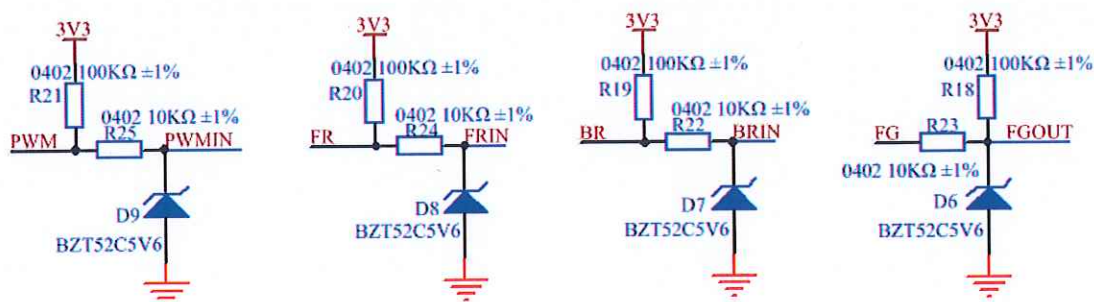 3V3
0402 100KΩ ±1%
R21
0402 10KΩ ±1%
R25
PWM
PWMIN
D9
BZT52C5V6
3V3
0402 100KΩ ±1%
R20
0402 10KΩ ±1%
R24
FR
FRIN
D8
BZT52C5V6
3V3
0402 100KΩ ±1%
R19
0402 10KΩ ±1%
R22
BR
BRIN
D7
BZT52C5V6
3V3
0402 100KΩ ±1%
R18
FG
R23
FGOUT
0402 10KΩ ±1%
D6
BZT52C5V6